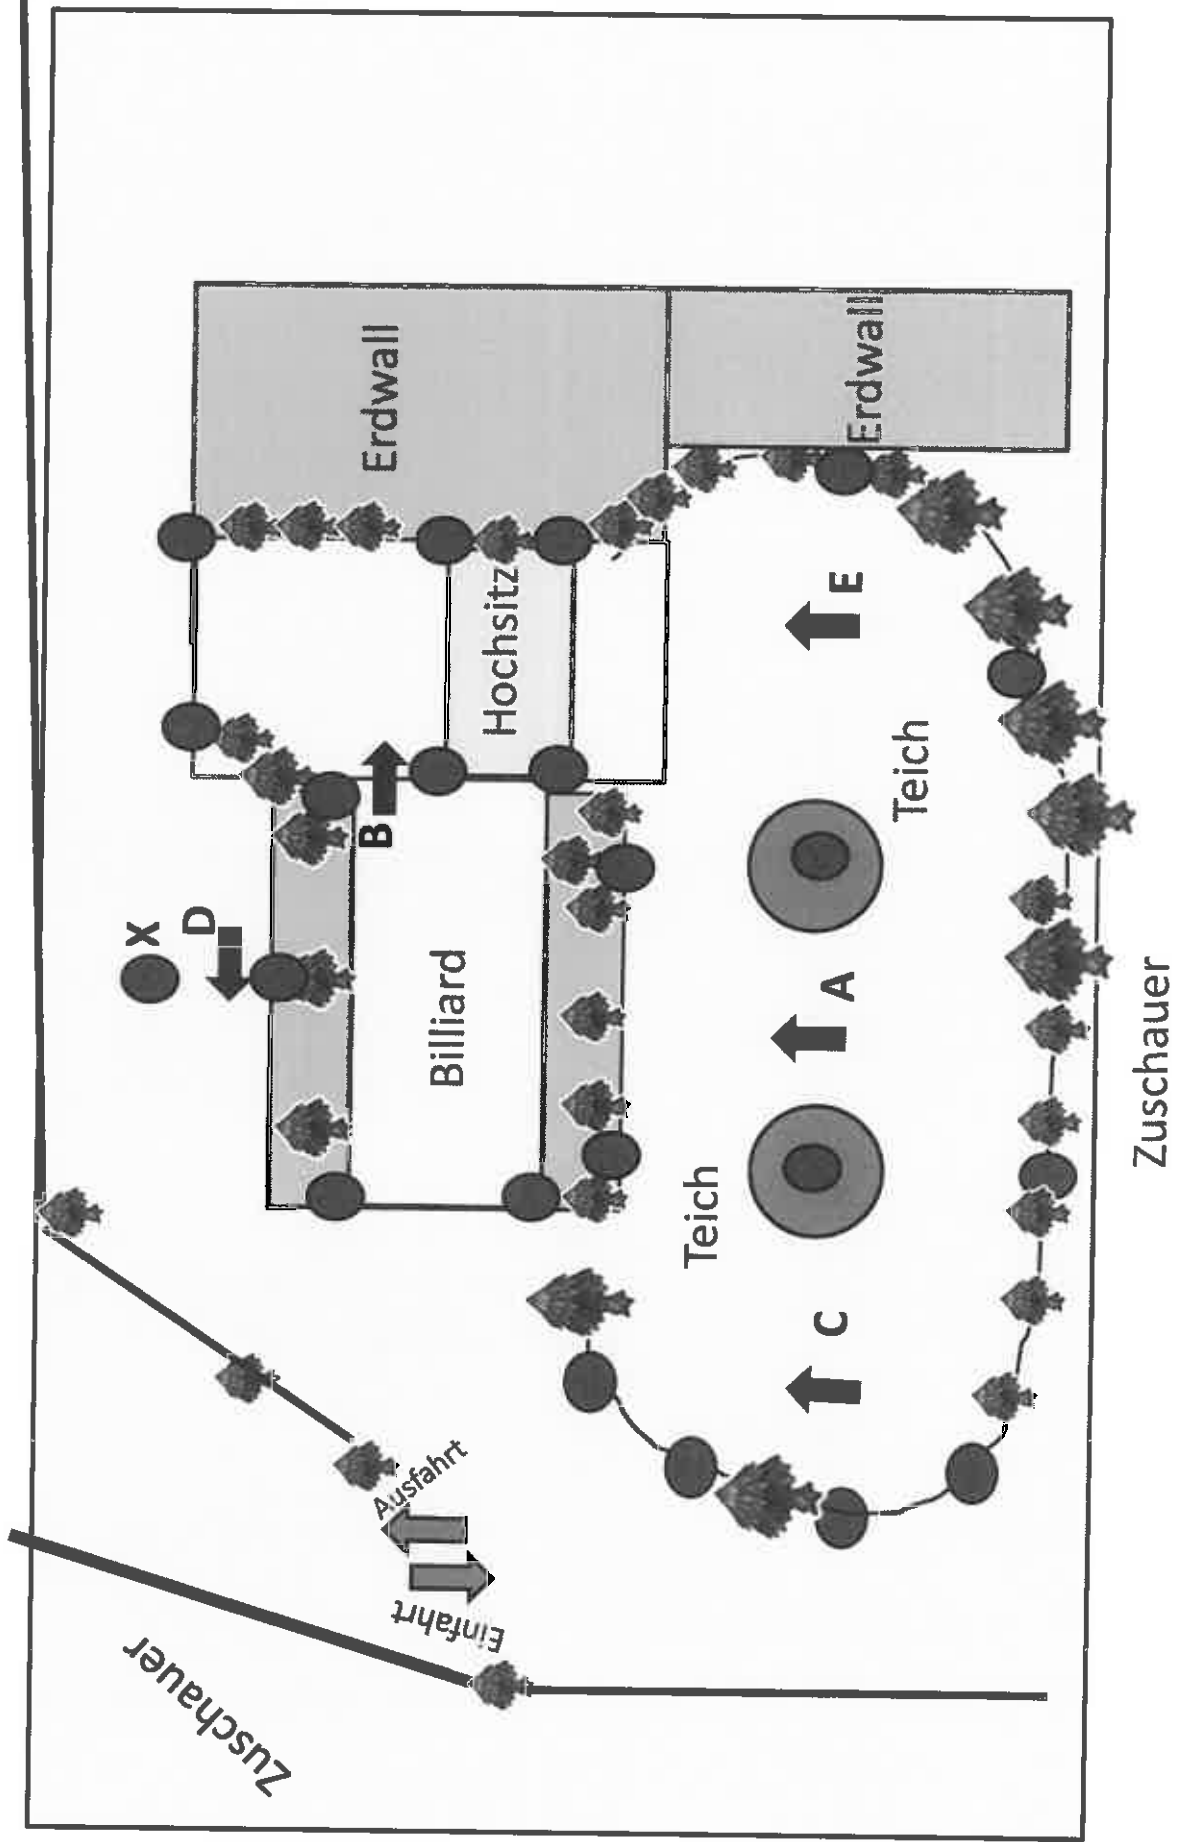 Zuschauer
Einfahrt
Ausfahrt
X
D
B
Billiard
Hochsitz
Erdwall
Erdwall
Teich
Teich
C
A
E
Zuschauer